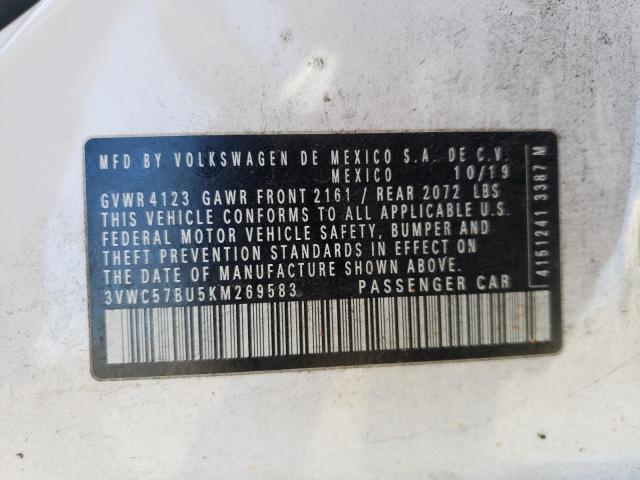 MFD BY VOLKSWAGEN DE MEXICO S.A. DE C.V.
MEXICO 10/19
GVWR 4123 GAWR FRONT 2161 / REAR 2072 LBS
THIS VEHICLE CONFORMS TO ALL APPLICABLE U.S.
FEDERAL MOTOR VEHICLE SAFETY, BUMPER AND
THEFT PREVENTION STANDARDS IN EFFECT ON
THE DATE OF MANUFACTURE SHOWN ABOVE.
3VWC57BU5KM269583 PASSENGER CAR
4151241 3387 M